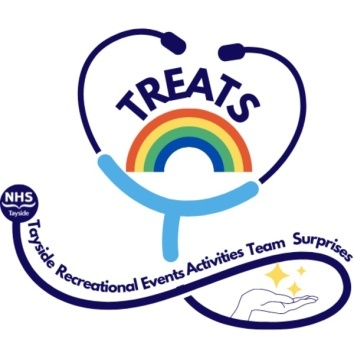 TREATS
NHS
Tayside
Tayside Recreational Events Activities Team Surprises